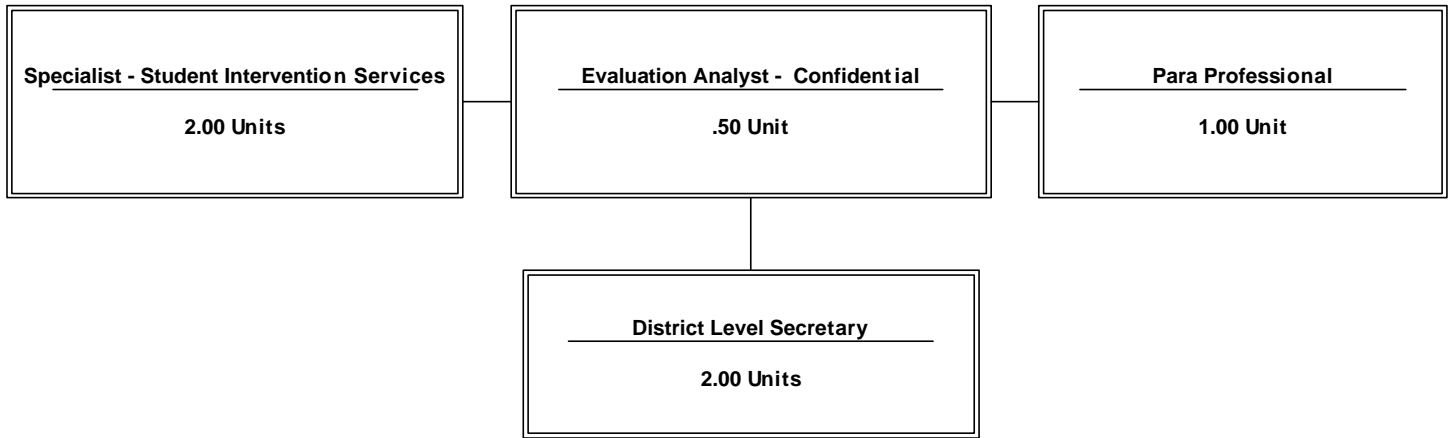 Specialist - Student Intervention Services
2.00 Units
Evaluation Analyst - Confidential
.50 Unit
Para Professional
1.00 Unit
District Level Secretary
2.00 Units